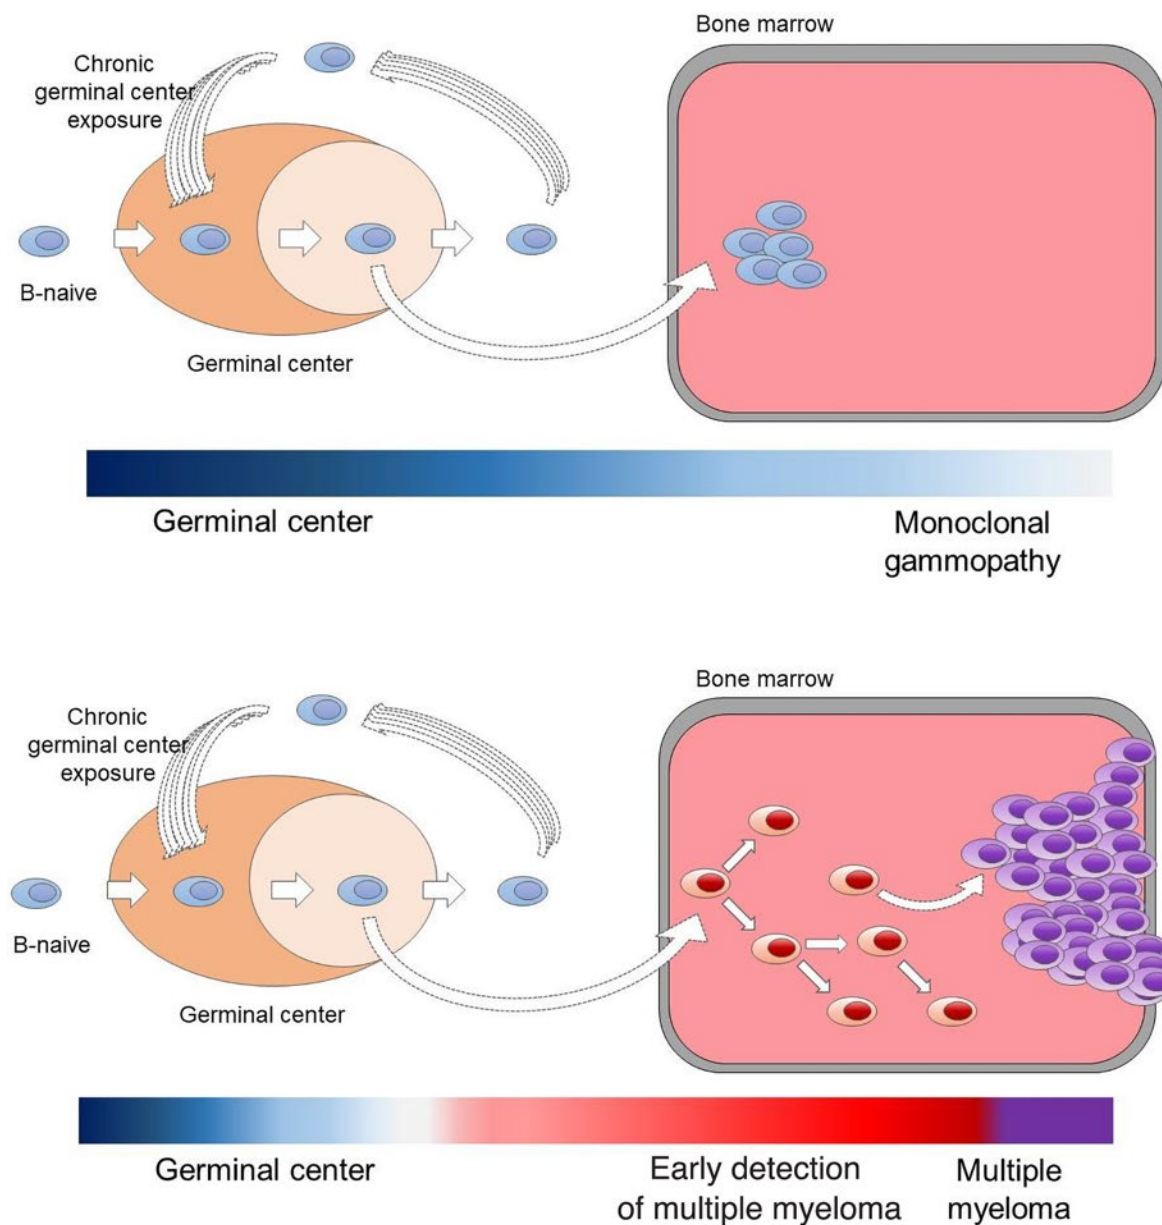 Bone marrow
Chronic
germinal center
exposure
B-naive
Germinal center
Germinal center
Monoclonal
gammopathy
Bone marrow
Chronic
germinal center
exposure
B-naive
Germinal center
Germinal center
Early detection
of multiple myeloma
Multiple
myeloma